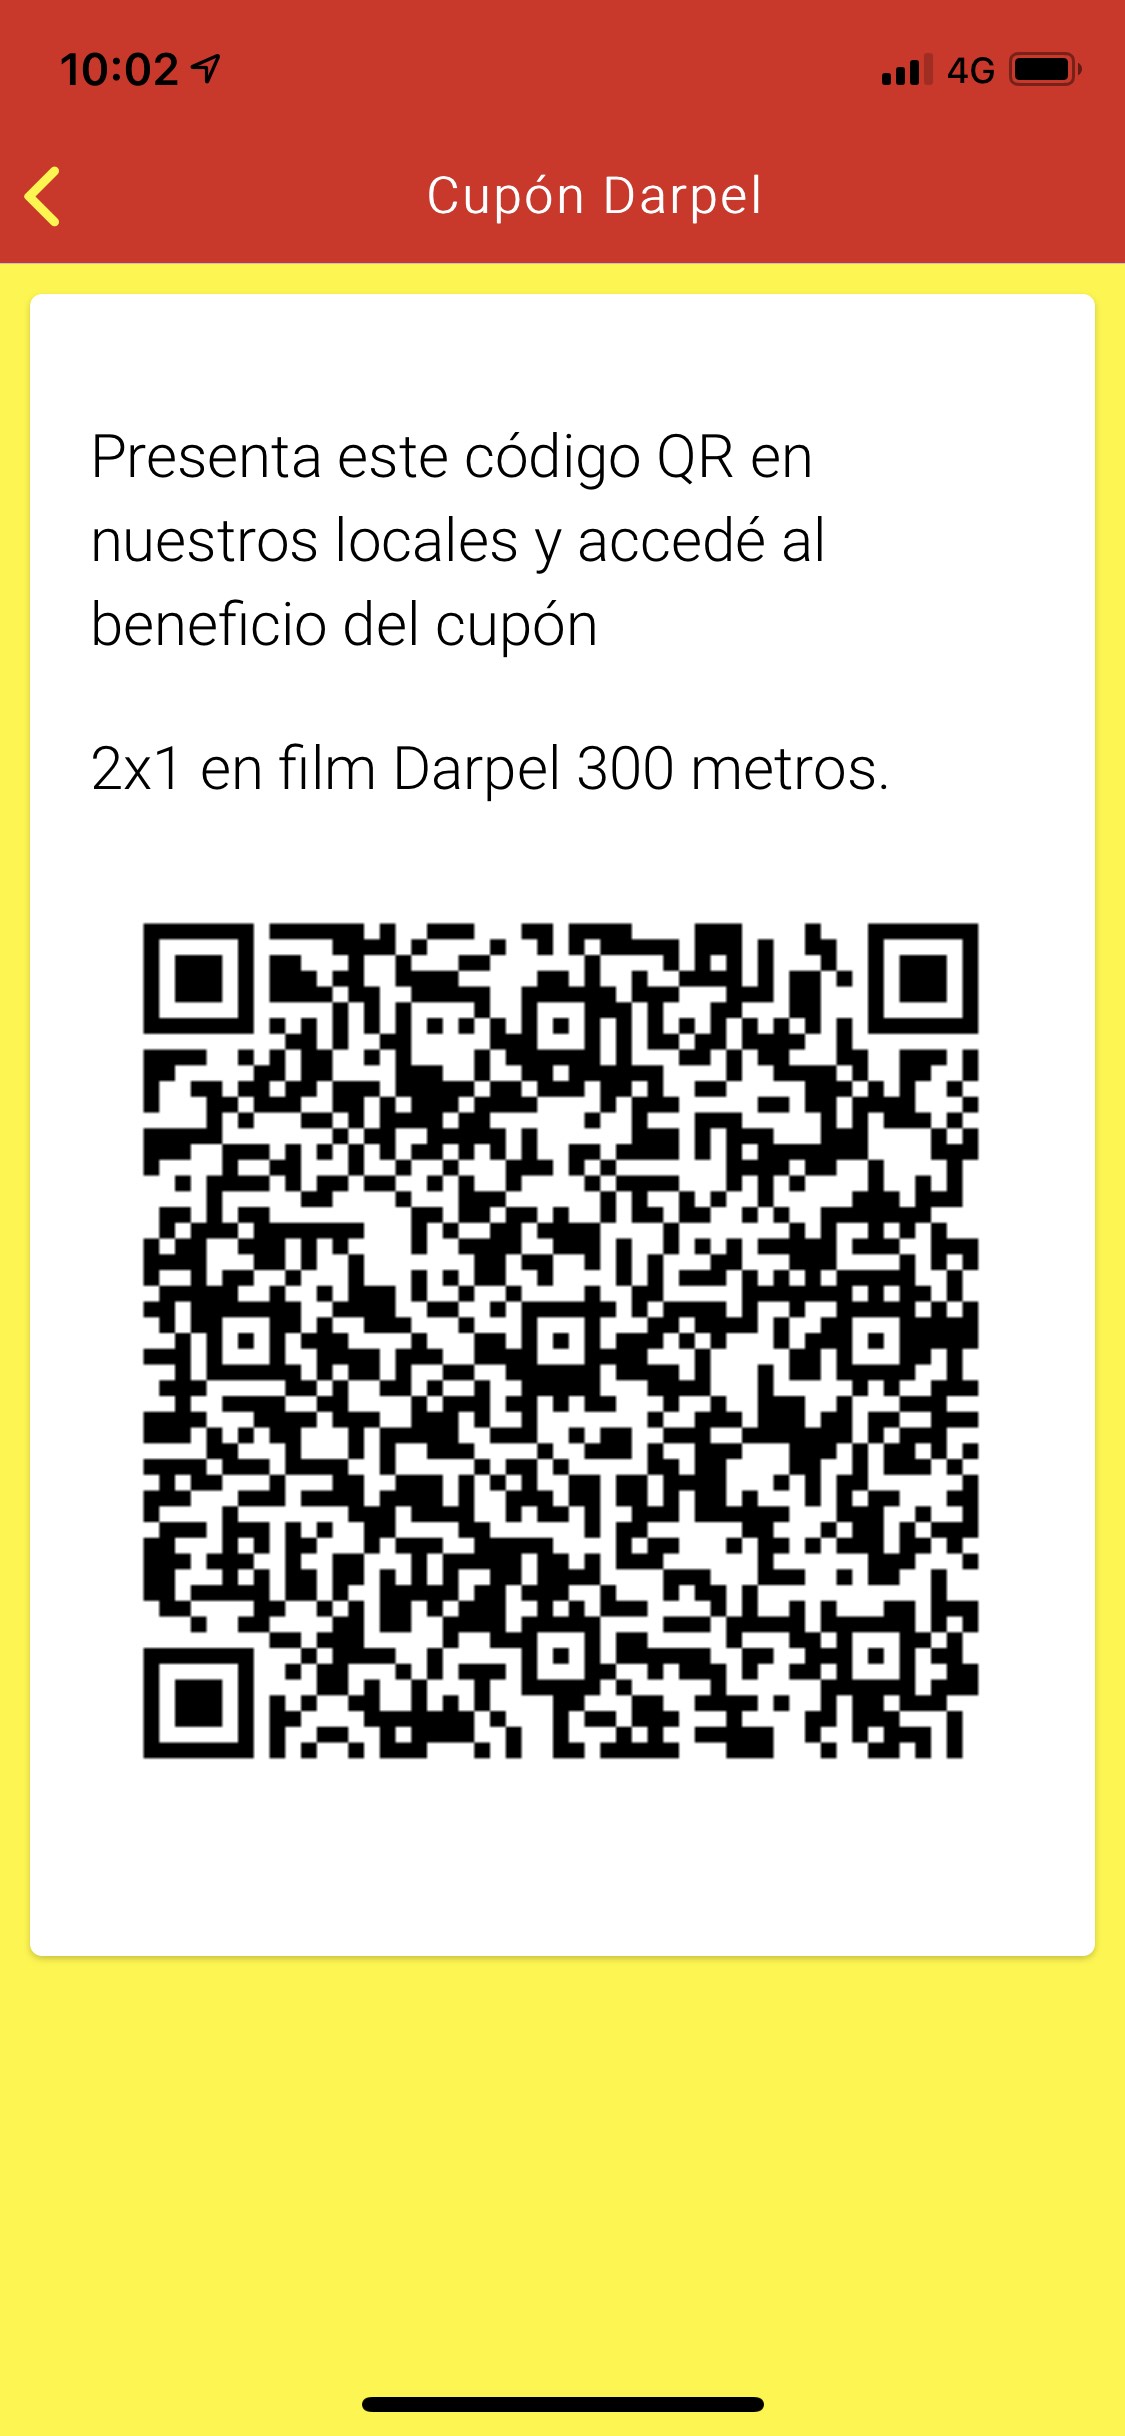 10:02
4G
Cupón Darpel
Presenta este código QR en
nuestros locales y accedé al
beneficio del cupón
2x1 en film Darpel 300 metros.